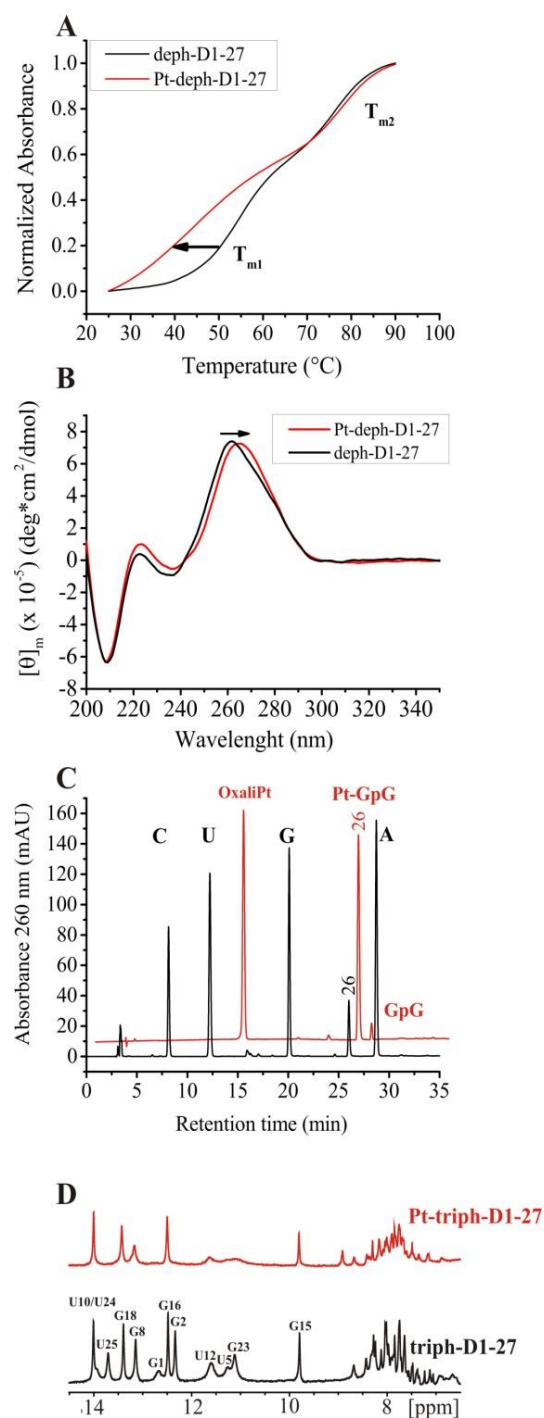 A
deph-D1-27
Pt-deph-D1-27
Tm2
Tm1
Normalized Absorbance
1.0
0.8
0.6
0.4
0.2
0.0
20 30 40 50 60 70 80 90 100
Temperature (°C)
B
Pt-deph-D1-27
deph-D1-27
[θ]m (x 10-5) (deg*cm2/dmol)
8
6
4
2
0
-2
-4
-6
-8
200 220 240 260 280 300 320 340
Wavelenght (nm)
C
OxaliPt Pt-GpG
C U G 26 A
26
GpG
Absorbance 260 nm (mAU)
160
140
120
100
80
60
40
20
0
0 5 10 15 20 25 30 35
Retention time (min)
D
Pt-triph-D1-27
U10/U24
U25
G18
G8
G1
G16
G2
U12
U5
G23
G15
triph-D1-27
14 12 10 8 [ppm]